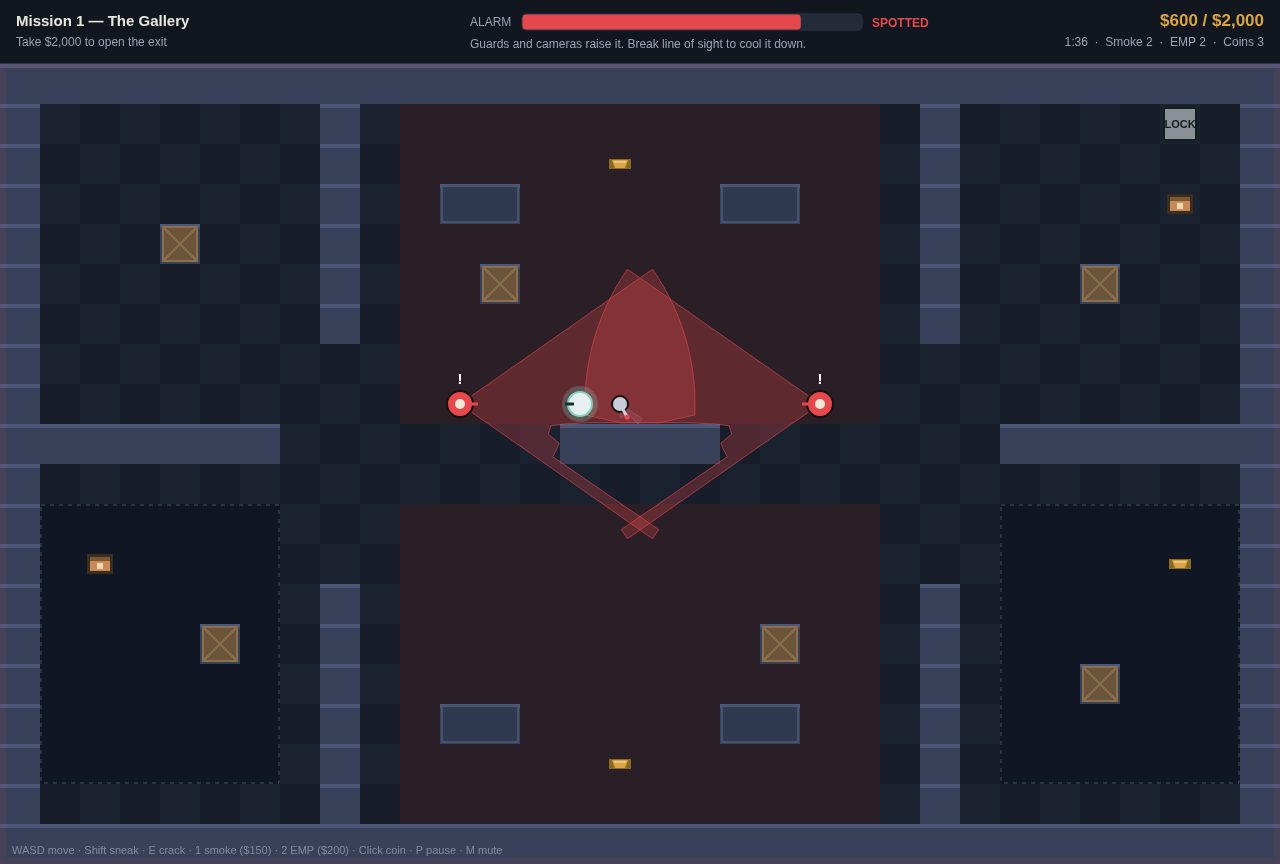 Mission 1 — The Gallery
Take $2,000 to open the exit
ALARM
SPOTTED
Guards and cameras raise it. Break line of sight to cool it down.
$600 / $2,000
1:36 · Smoke 2 · EMP 2 · Coins 3
LOCK
!
!
WASD move · Shift sneak · E crack · 1 smoke ($150) · 2 EMP ($200) · Click coin · P pause · M mute